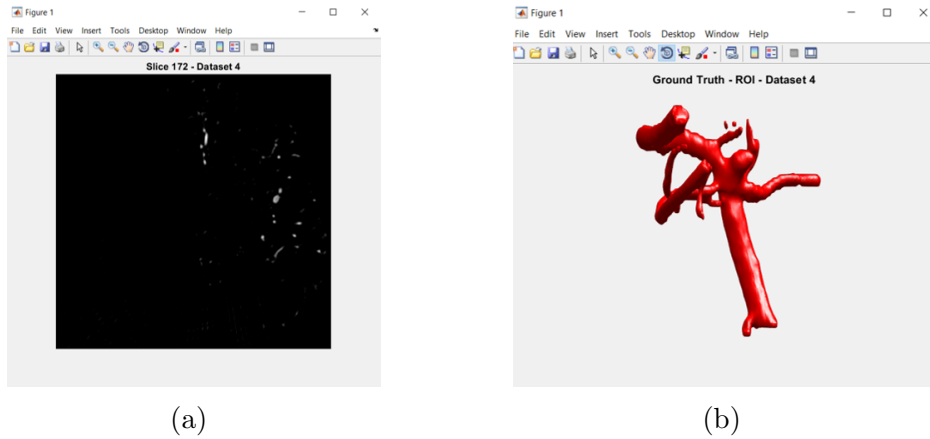 Figure 1
File Edit View Insert Tools Desktop Window Help
Slice 172 - Dataset 4
(a)
Figure 1
File Edit View Insert Tools Desktop Window Help
Ground Truth - ROI - Dataset 4
(b)